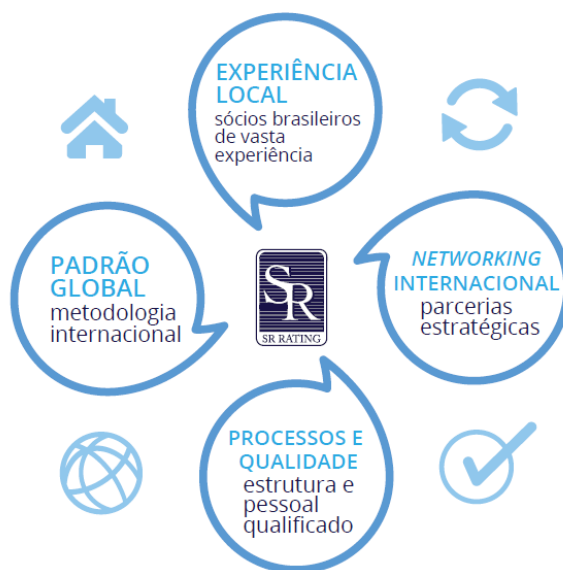 EXPERIÊNCIA
LOCAL
sócios brasileiros
de vasta
experiência
PADRÃO
GLOBAL
metodologia
internacional
SR
SR RATING
NETWORKING
INTERNACIONAL
parcerias
estratégicas
PROCESSOS E
QUALIDADE
estrutura e
pessoal
qualificado